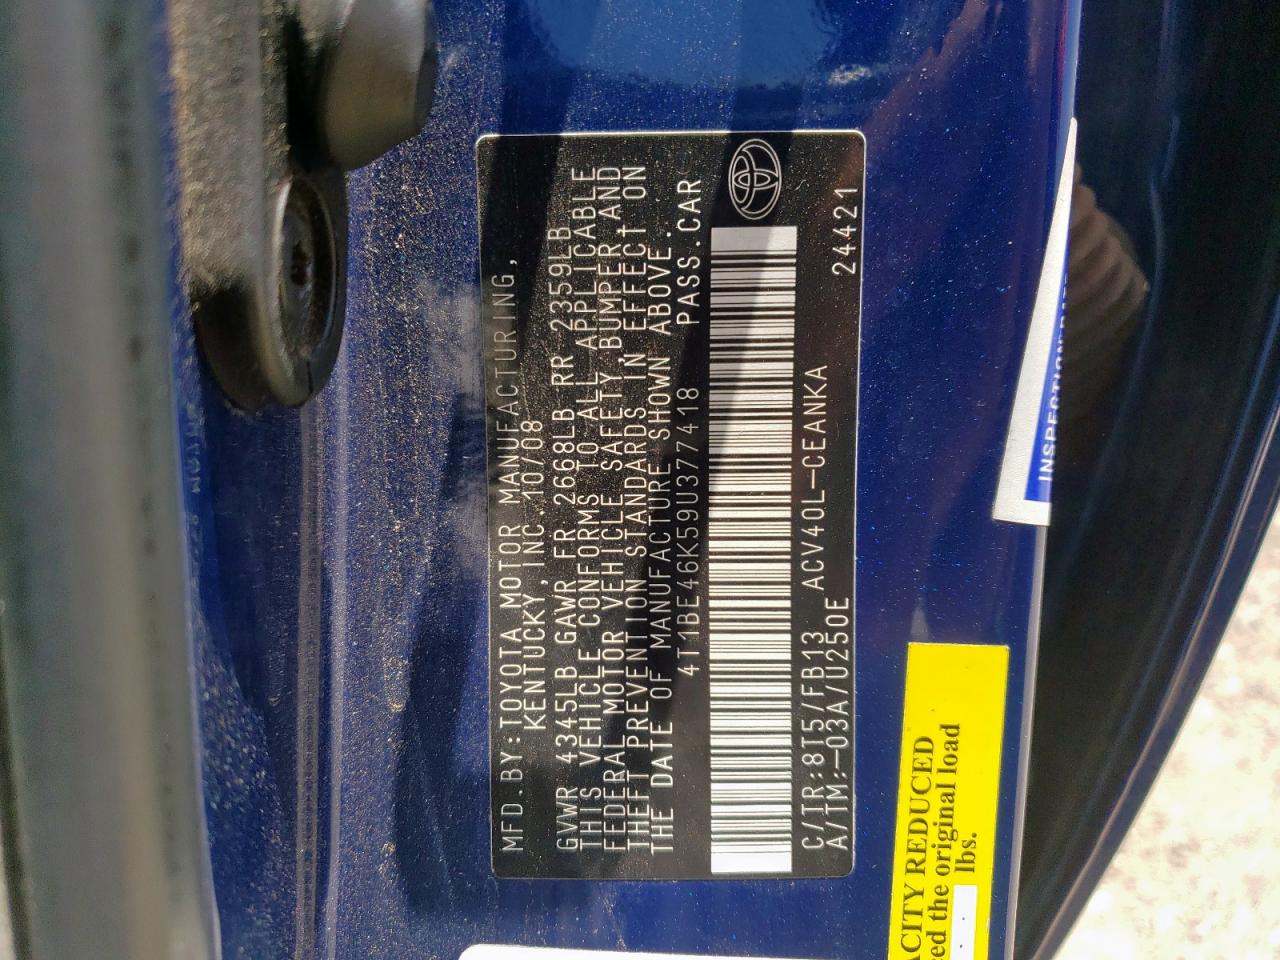 MFD.BY:TOYOTA MOTOR MANUFACTURING,
KENTUCKY,INC.10/08
GVWR 4345LB GAWR FR 2668LB RR 2359LB
THIS VEHICLE CONFORMS TO ALL APPLICABLE
FEDERAL MOTOR VEHICLE SAFETY,BUMPER,AND
THEFT PREVENTION STANDARDS IN EFFECT ON
THE DATE OF MANUFACTURE SHOWN ABOVE.
4T1BE46K59U377418 PASS.CAR
C/TR:8T5/FB13 ACV40L-CEANKA
A/TM:-03A/U250E 24421
INSPECTION
ACITY REDUCED
ed the original load
lbs.